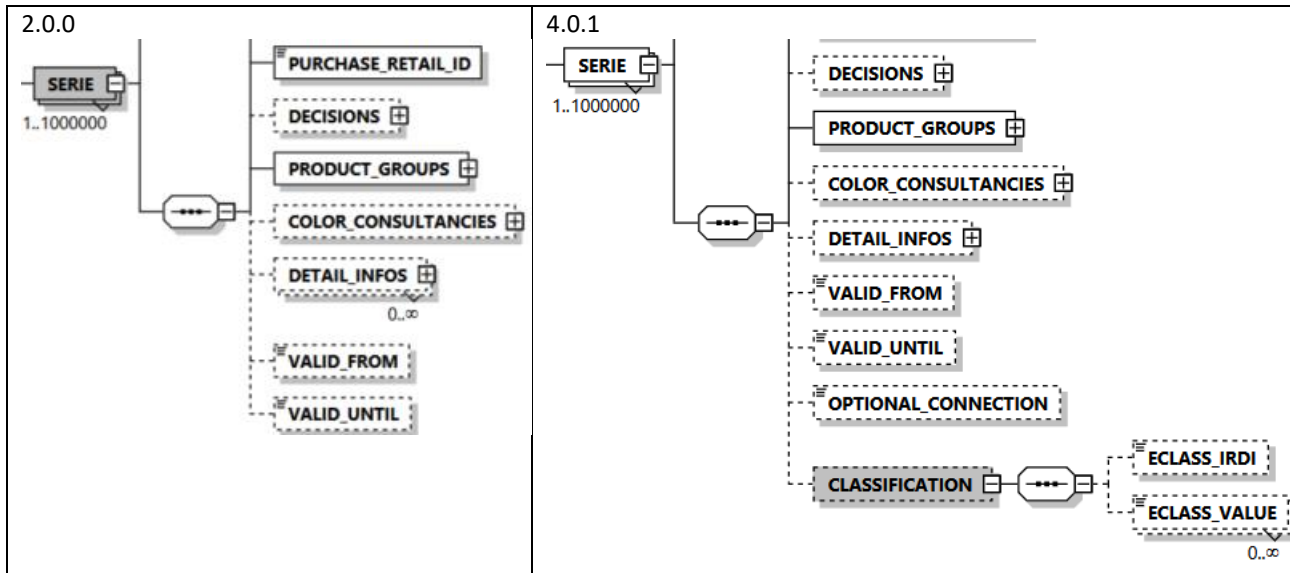 2.0.0
PURCHASE_RETAIL_ID
SERIE
1..1000000
DECISIONS
PRODUCT_GROUPS
COLOR_CONSULTANCIES
DETAIL_INFOS
0..∞
VALID_FROM
VALID_UNTIL
4.0.1
SERIE
1..1000000
DECISIONS
PRODUCT_GROUPS
COLOR_CONSULTANCIES
DETAIL_INFOS
VALID_FROM
VALID_UNTIL
OPTIONAL_CONNECTION
CLASSIFICATION
ECLASS_IRDI
ECLASS_VALUE
0..∞